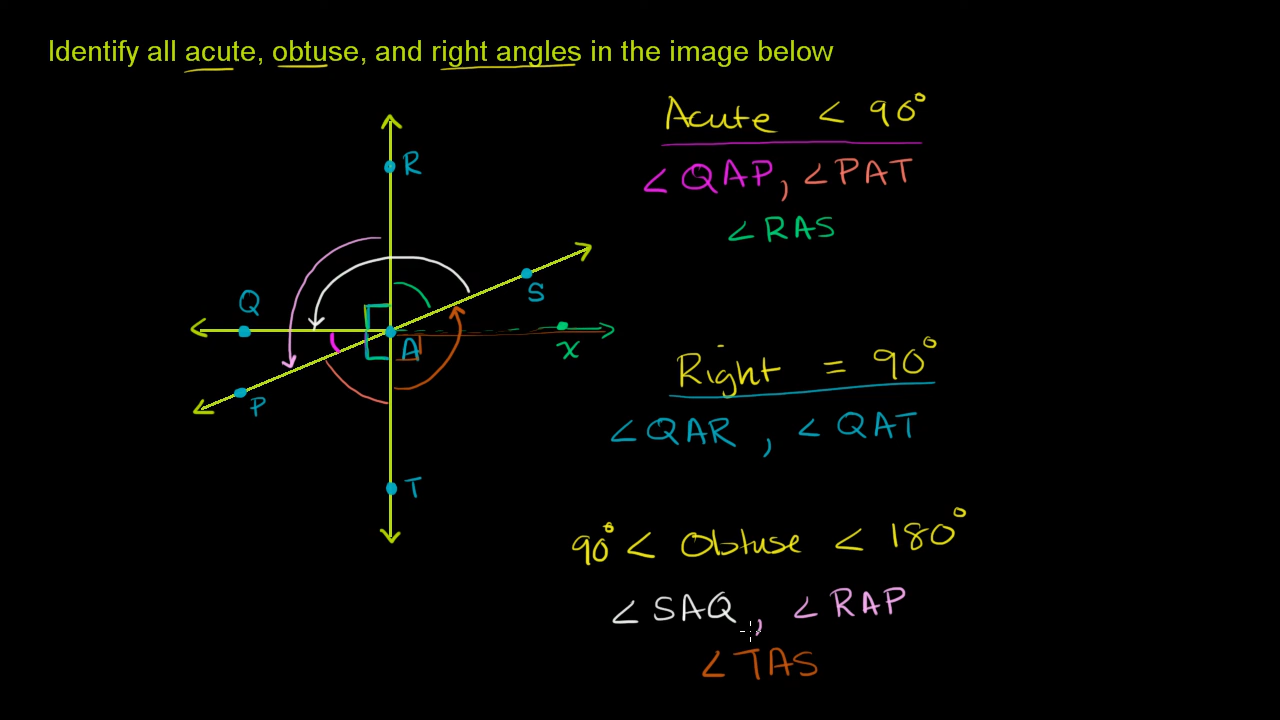 Identify all acute, obtuse, and right angles in the image below
Acute < 90°
∠QAP, ∠PAT
∠RAS
R
S
Q
A
x
P
T
Right = 90°
∠QAR, ∠QAT
90° < Obtuse < 180°
∠SAQ, ∠RAP
∠TAS